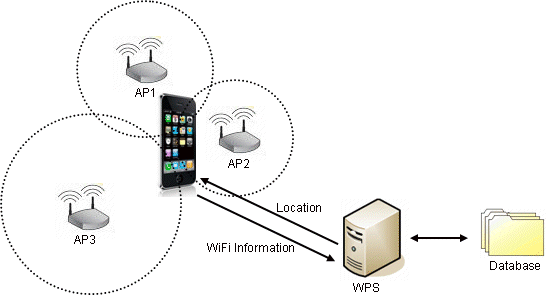 AP1
AP2
AP3
Location
WiFi Information
WPS
Database